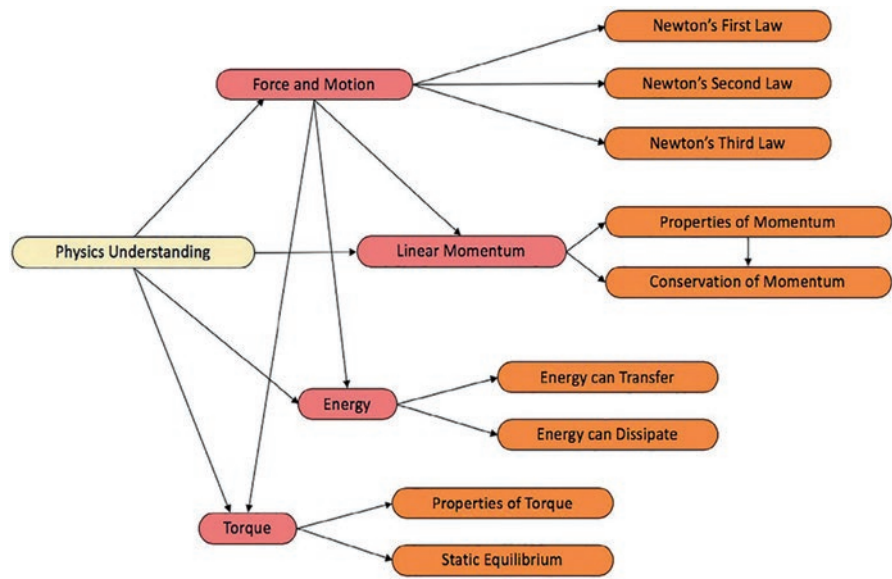 Newton's First Law
Force and Motion
Newton's Second Law
Newton's Third Law
Properties of Momentum
Physics Understanding
Linear Momentum
Conservation of Momentum
Energy can Transfer
Energy
Energy can Dissipate
Properties of Torque
Torque
Static Equilibrium